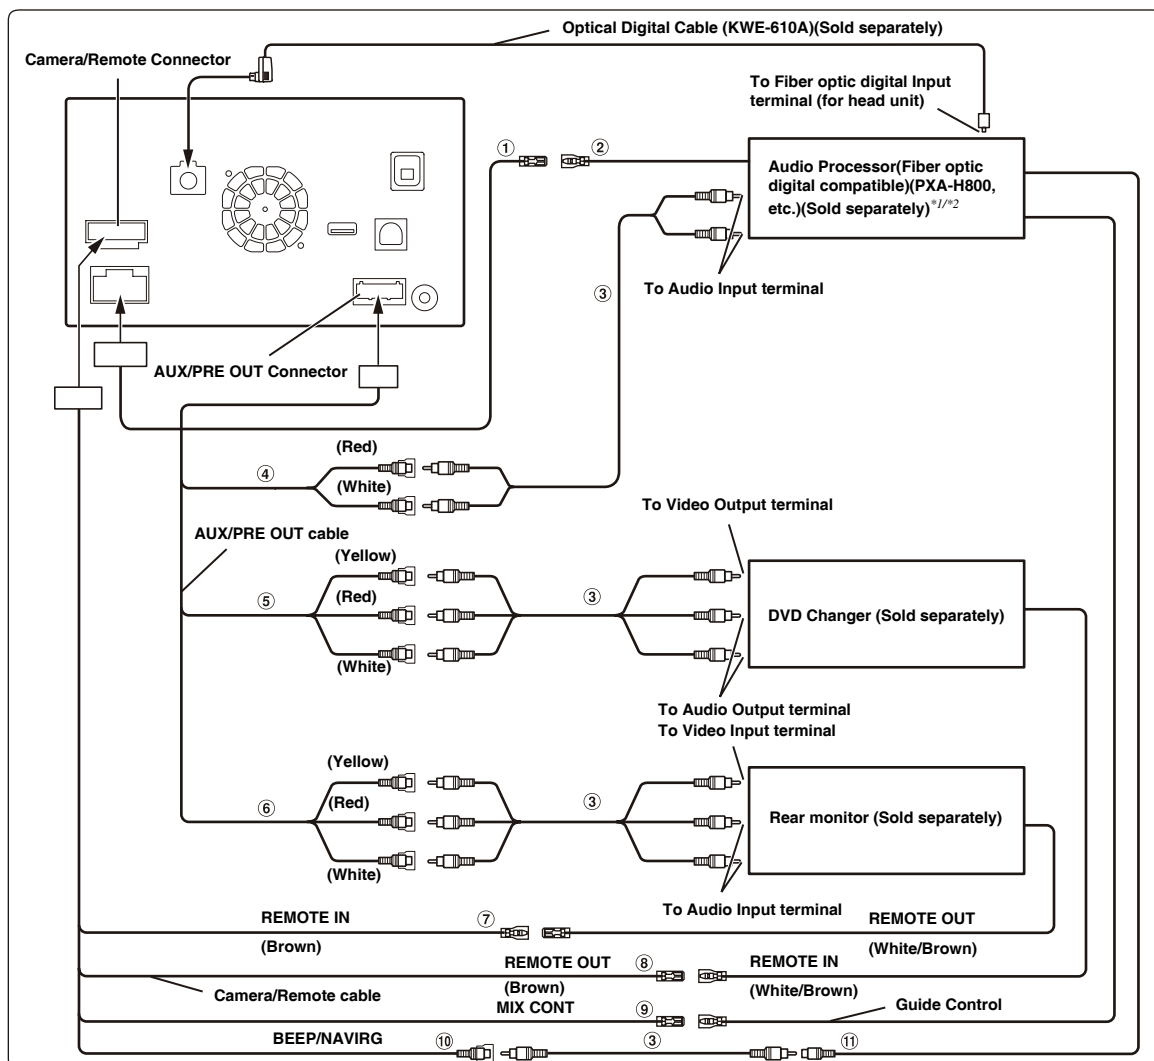 Optical Digital Cable (KWE-610A)(Sold separately)
Camera/Remote Connector
To Fiber optic digital Input
terminal (for head unit)
①
②
Audio Processor(Fiber optic
digital compatible)(PXA-H800,
etc.)(Sold separately)*1/*2
To Audio Input terminal
③
AUX/PRE OUT Connector
(Red)
④
(White)
To Video Output terminal
AUX/PRE OUT cable
(Yellow)
⑤
(Red)
③
DVD Changer (Sold separately)
(White)
To Audio Output terminal
To Video Input terminal
(Yellow)
⑥
(Red)
③
Rear monitor (Sold separately)
(White)
To Audio Input terminal
REMOTE IN
⑦
REMOTE OUT
(Brown)
(White/Brown)
REMOTE OUT
⑧
REMOTE IN
(Brown)
(White/Brown)
Camera/Remote cable
MIX CONT
⑨
Guide Control
BEEP/NAVIRG
⑩
③
⑪